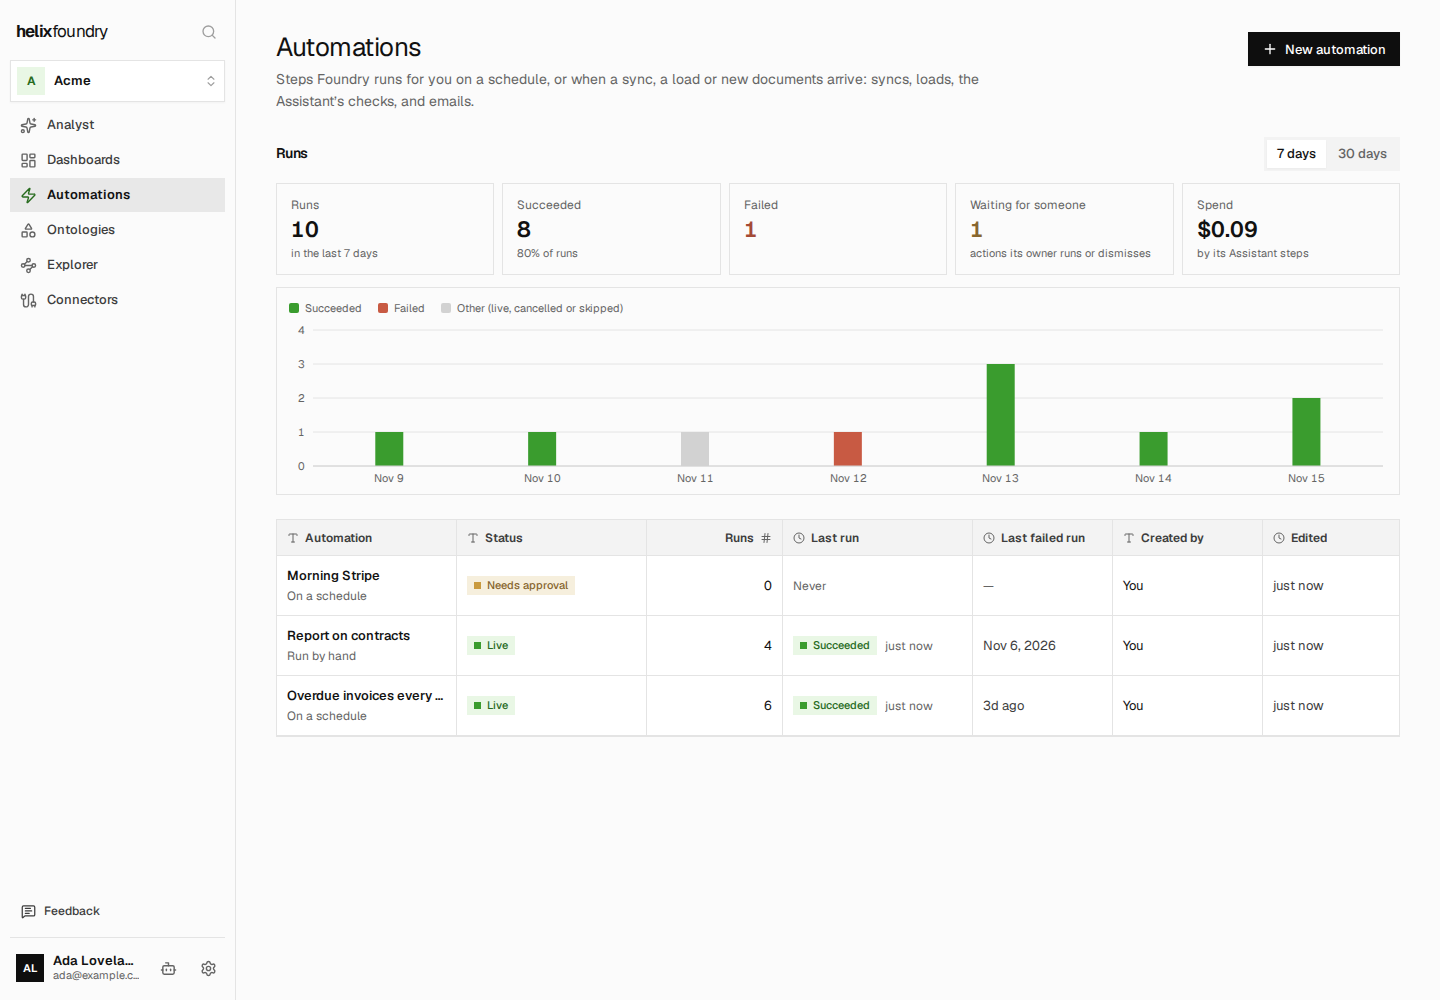 helixfoundry
A Acme
Analyst
Dashboards
Automations
Ontologies
Explorer
Connectors
Feedback
AL Ada Lovela...
ada@example.c...
Automations
New automation
Steps Foundry runs for you on a schedule, or when a sync, a load or new documents arrive: syncs, loads, the
Assistant's checks, and emails.
Runs
7 days 30 days
Runs
10
in the last 7 days
Succeeded
8
80% of runs
Failed
1
Waiting for someone
1
actions its owner runs or dismisses
Spend
$0.09
by its Assistant steps
Succeeded Failed Other (live, cancelled or skipped)
4
3
2
1
0
Nov 9 Nov 10 Nov 11 Nov 12 Nov 13 Nov 14 Nov 15
Automation Status Runs # Last run Last failed run Created by Edited
Morning Stripe
On a schedule
Needs approval 0 Never — You just now
Report on contracts
Run by hand
Live 4 Succeeded just now Nov 6, 2026 You just now
Overdue invoices every ...
On a schedule
Live 6 Succeeded just now 3d ago You just now